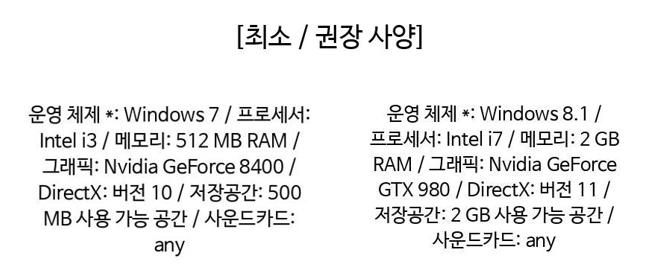 [최소 / 권장 사양]
운영 체제 *: Windows 7 / 프로세서:
Intel i3 / 메모리: 512 MB RAM /
그래픽: Nvidia GeForce 8400 /
DirectX: 버전 10 / 저장공간: 500
MB 사용 가능 공간 / 사운드카드:
any
운영 체제 *: Windows 8.1 /
프로세서: Intel i7 / 메모리: 2 GB
RAM / 그래픽: Nvidia GeForce
GTX 980 / DirectX: 버전 11 /
저장공간: 2 GB 사용 가능 공간 /
사운드카드: any